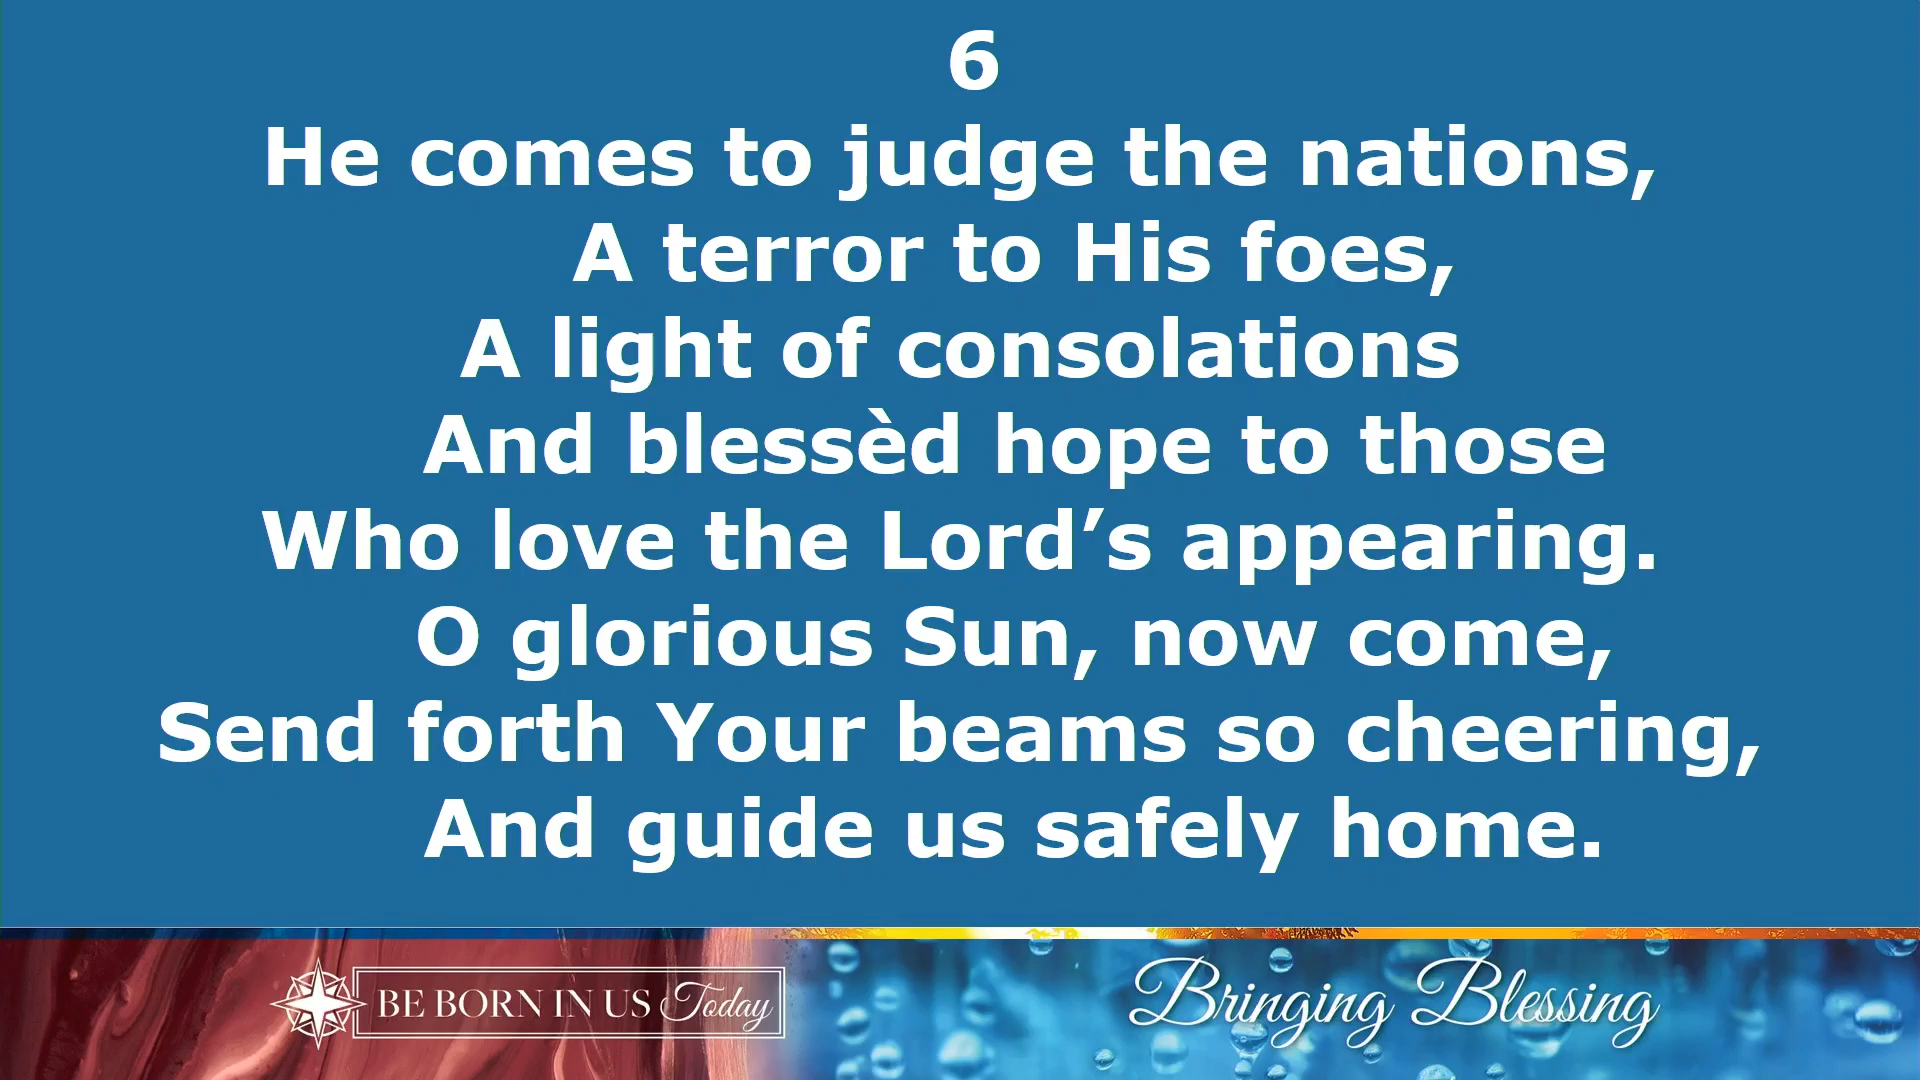 6
He comes to judge the nations,
A terror to His foes,
A light of consolations
And blessèd hope to those
Who love the Lord’s appearing.
O glorious Sun, now come,
Send forth Your beams so cheering,
And guide us safely home.
BE BORN IN US Today
Bringing Blessing